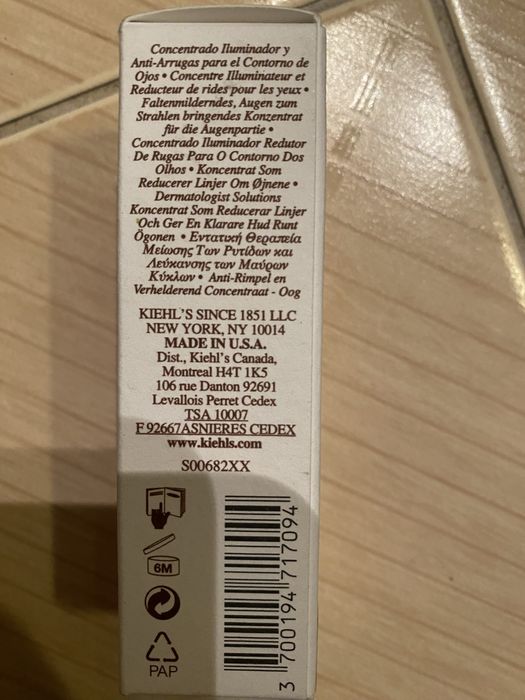 Concentrado Iluminador y
Anti-Arrugas para el Contorno de
Ojos • Concentre Illuminateur et
Reducteur de rides pour les yeux •
Faltenmilderndes, Augen zum
Strahlen bringendes Konzentrat
für die Augenpartie •
Concentrado Iluminador Redutor
De Rugas Para O Contorno Dos
Olhos • Koncentrat Som
Reducerer Linjer Om Øjnene •
Dermatologist Solutions
Koncentrat Som Reducerar Linjer
Och Ger En Klarare Hud Runt
Ögonen • Εντατική Θεραπεία
Μείωσης Των Ρυτίδων και
Λεύκανσης των Μαύρων
Κύκλων • Anti-Rimpel en
Verhelderend Concentraat - Oog
KIEHL'S SINCE 1851 LLC
NEW YORK, NY 10014
MADE IN U.S.A.
Dist., Kiehl's Canada,
Montreal H4T 1K5
106 rue Danton 92691
Levallois Perret Cedex
TSA 10007
F 92667ASNIERES CEDEX
www.kiehls.com
S00682XX
6M
PAP
3 700194 717094